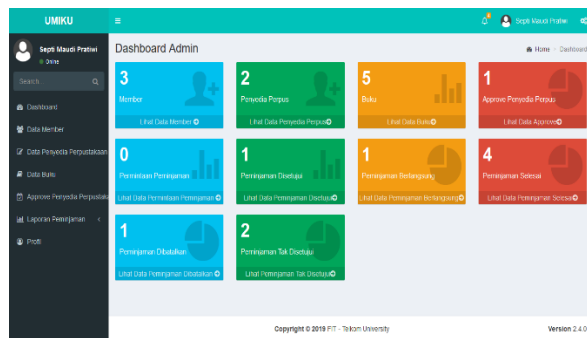 UMIKU
Septi Maudi Pratiwi
Septi Maudi Pratiwi
Online
Search
Dashboard
Data Member
Data Penyedia Perpustakaan
Data Buku
Approve Penyedia Perpustaka
Laporan Peminjaman
Profil
Dashboard Admin
Home > Dashboard
3
Member
Lihat Data Member
2
Penyedia Perpus
Lihat Data Penyedia Perpus
5
Buku
Lihat Data Buku
1
Approve Penyedia Perpus
Lihat Data Approve
0
Permintaan Peminjaman
Lihat Data Permintaan Peminjaman
1
Peminjaman Disetujui
Lihat Data Peminjaman Disetujui
1
Peminjaman Berlangsung
Lihat Data Peminjaman Berlangsung
4
Peminjaman Selesai
Lihat Data Peminjaman Selesai
1
Peminjaman Dibatalkan
Lihat Data Peminjaman Dibatalkan
2
Peminjaman Tak Disetujui
Lihat Data Peminjaman Tak Disetujui
Copyright © 2019 FIT - Telkom University
Version 2.4.0